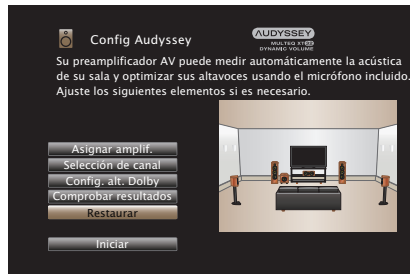 Config Audyssey
AUDYSSEY
MULTEQ XT32
DYNAMIC VOLUME
Su preamplificador AV puede medir automáticamente la acústica
de su sala y optimizar sus altavoces usando el micrófono incluido.
Ajuste los siguientes elementos si es necesario.
Asignar amplif.
Selección de canal
Config. alt. Dolby
Comprobar resultados
Restaurar
Iniciar